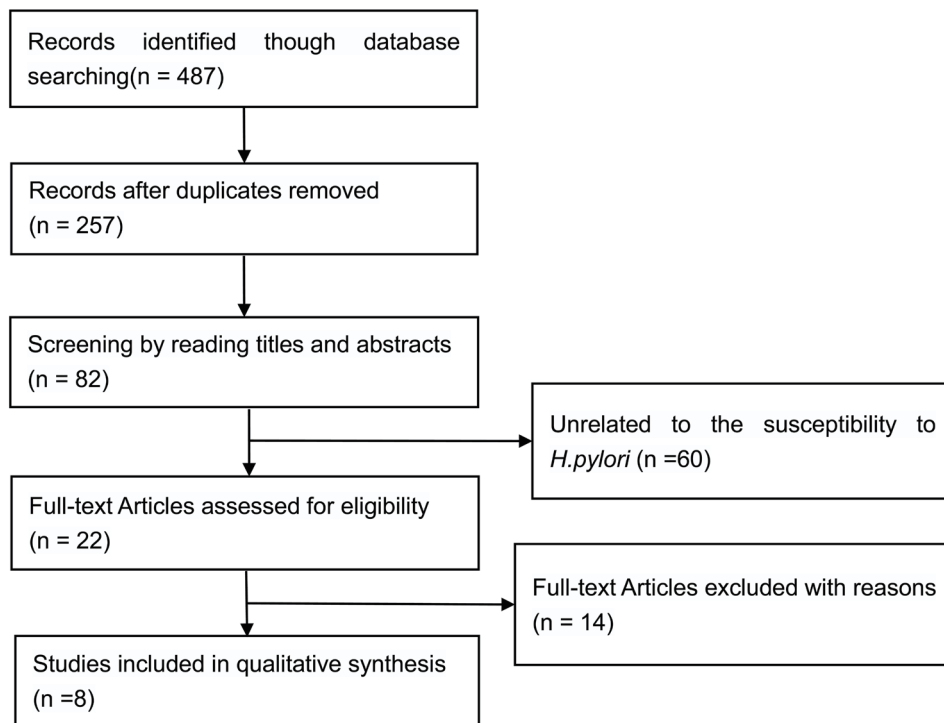 Records identified though database
searching(n = 487)
Records after duplicates removed
(n = 257)
Screening by reading titles and abstracts
(n = 82)
Unrelated to the susceptibility to
H.pylori (n =60)
Full-text Articles assessed for eligibility
(n = 22)
Full-text Articles excluded with reasons
(n = 14)
Studies included in qualitative synthesis
(n =8)